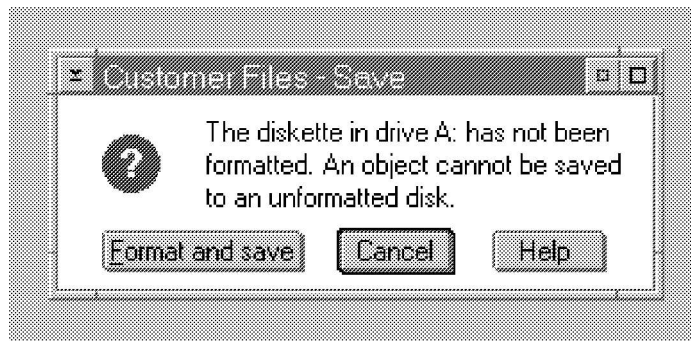 Customer Files - Save
The diskette in drive A: has not been
formatted. An object cannot be saved
to an unformatted disk.
Format and save Cancel Help